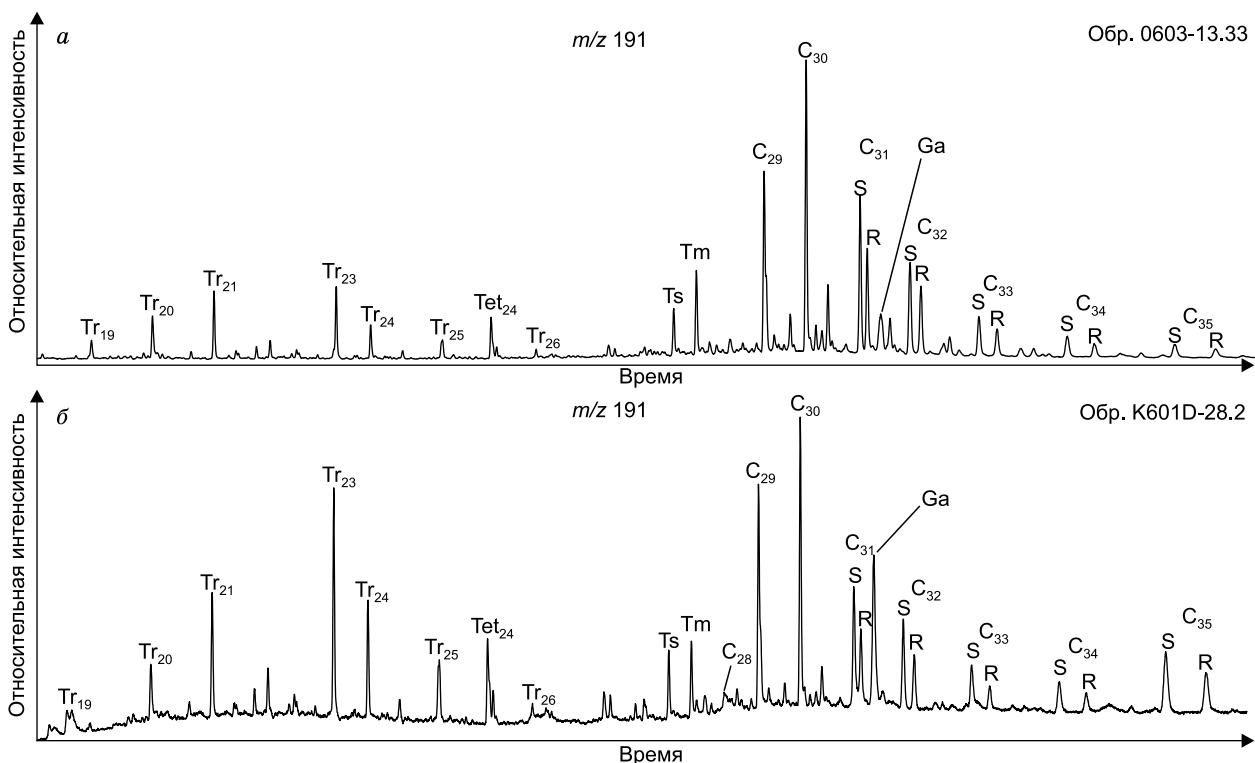 а
m/z 191
Обр. 0603-13.33
Относительная интенсивность
Tr19
Tr20
Tr21
Tr23
Tr24
Tr25
Tet24
Tr26
Ts
Tm
C29
C30
C31
S
R
Ga
C32
S
R
C33
S
R
C34
S
R
C35
S
R
Время
б
m/z 191
Обр. K601D-28.2
Относительная интенсивность
Tr19
Tr20
Tr21
Tr23
Tr24
Tr25
Tet24
Tr26
Ts
Tm
C28
C29
C30
C31
S
R
Ga
C32
S
R
C33
S
R
C34
S
R
C35
S
R
Время